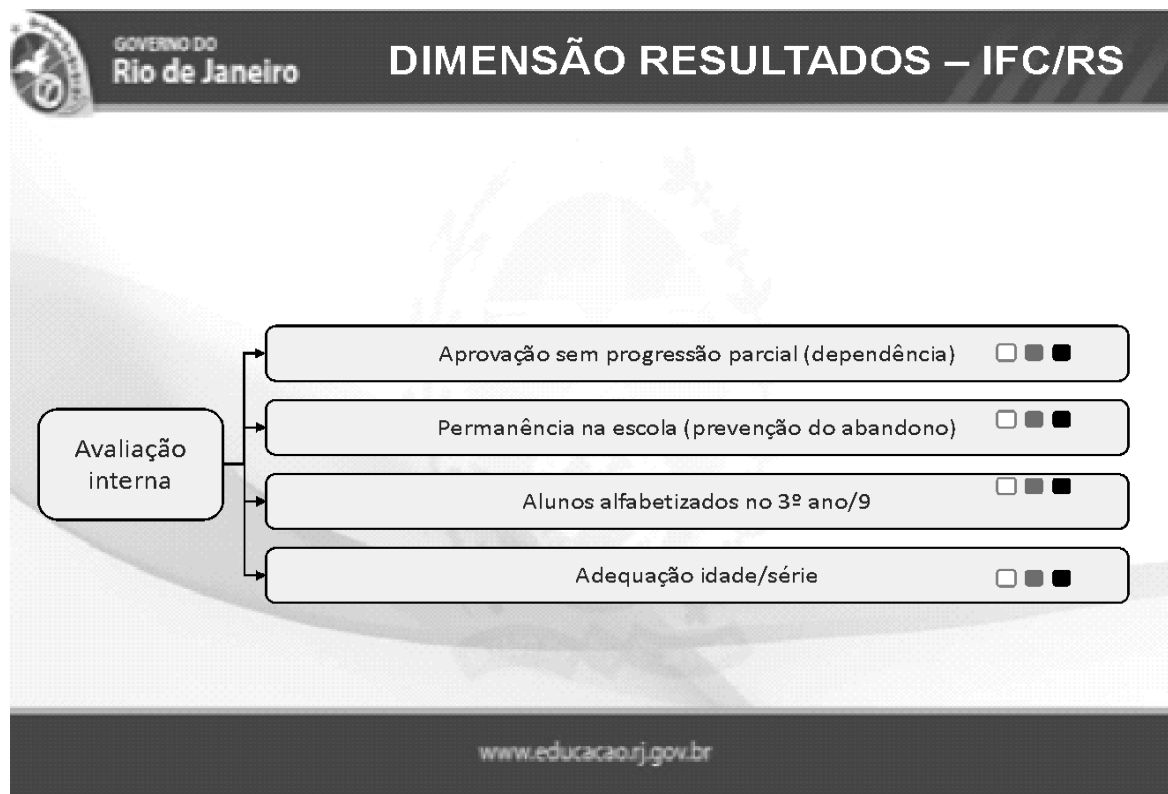 GOVERNO DO
Rio de Janeiro
DIMENSÃO RESULTADOS – IFC/RS
Avaliação
interna
Aprovação sem progressão parcial (dependência)
Permanência na escola (prevenção do abandono)
Alunos alfabetizados no 3º ano/9
Adequação idade/série
www.educacao.rj.gov.br